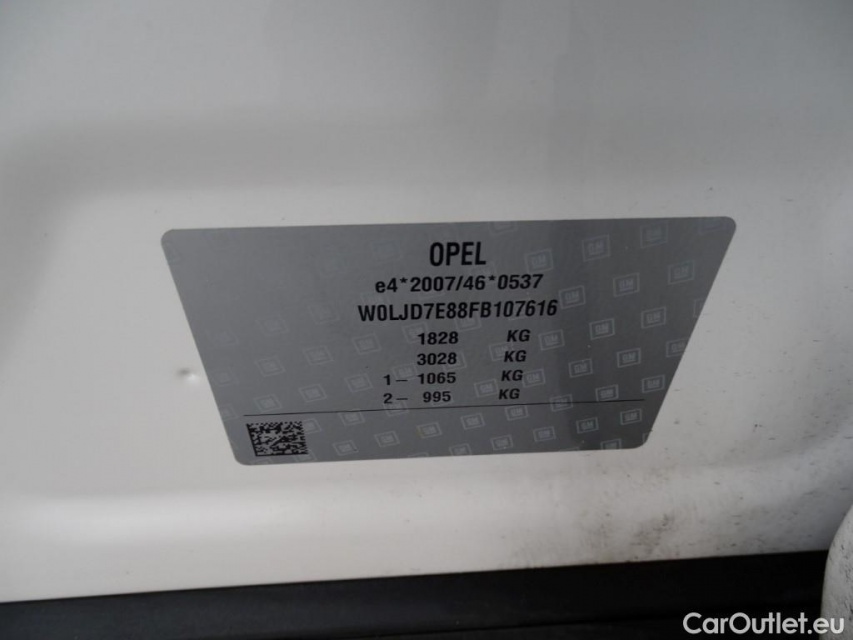 OPEL
e4*2007/46*0537
W0LJD7E88FB107616
1828 KG
3028 KG
1- 1065 KG
2- 995 KG
CarOutlet.eu